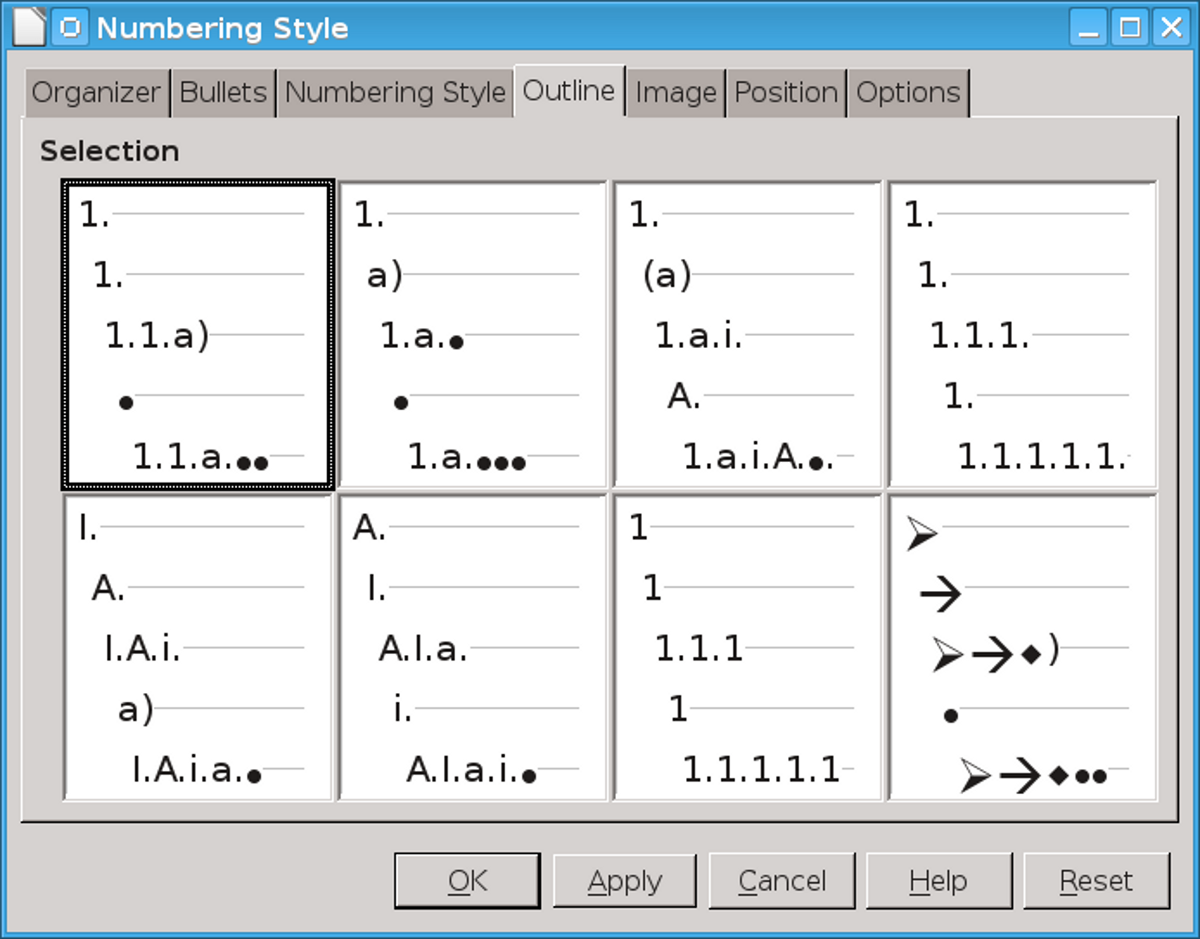 Numbering Style
Organizer Bullets Numbering Style Outline Image Position Options
Selection
1. 1. 1. 1.
1. a) (a) 1.
1.1.a) 1.a.• 1.a.i. 1.1.1.
• • A. 1.
1.1.a.•• 1.a.••• 1.a.i.A.•. 1.1.1.1.1.
I. A. 1 ➢
A. I. 1 →
I.A.i. A.I.a. 1.1.1 ➢→◆)
a) i. 1 •
I.A.i.a.• A.I.a.i.• 1.1.1.1.1 ➢→◆••
OK Apply Cancel Help Reset